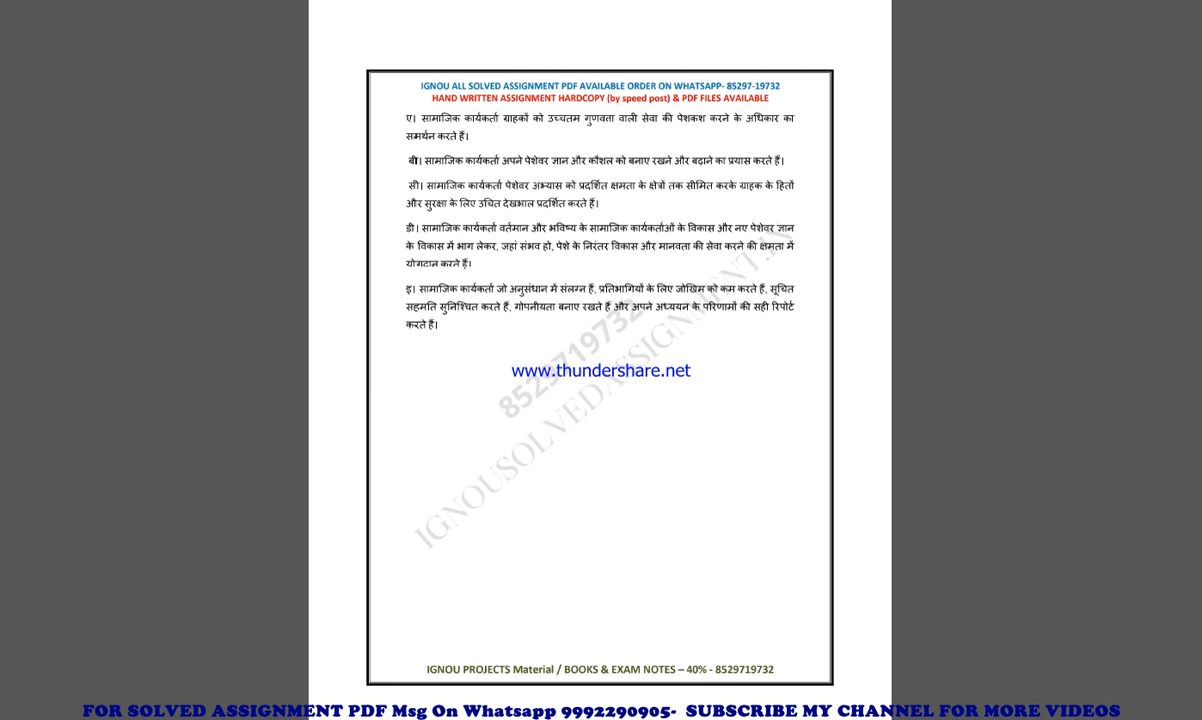 IGNOU ALL SOLVED ASSIGNMENT PDF AVAILABLE ORDER ON WHATSAPP- 85297-19732
HAND WRITTEN ASSIGNMENT HARDCOPY (by speed post) & PDF FILES AVAILABLE
ए। सामाजिक कार्यकर्ता ग्राहकों को उच्चतम गुणवत्ता वाली सेवा की पेशकश करने के अधिकार का
समर्थन करते हैं।
बी। सामाजिक कार्यकर्ता अपने पेशेवर ज्ञान और कौशल को बनाए रखने और बढ़ाने का प्रयास करते हैं।
सी। सामाजिक कार्यकर्ता पेशेवर अभ्यास को प्रदर्शित क्षमता के क्षेत्रों तक सीमित करके ग्राहक के हितों
और सुरक्षा के लिए उचित देखभाल प्रदर्शित करते हैं।
डी। सामाजिक कार्यकर्ता वर्तमान और भविष्य के सामाजिक कार्यकर्ताओं के विकास और नए पेशेवर ज्ञान
के विकास में भाग लेकर, जहां संभव हो, पेशे के निरंतर विकास और मानवता की सेवा करने की क्षमता में
योगदान करते हैं।
इ। सामाजिक कार्यकर्ता जो अनुसंधान में संलग्न हैं, प्रतिभागियों के लिए जोखिम को कम करते हैं, सूचित
सहमति सुनिश्चित करते हैं, गोपनीयता बनाए रखते हैं और अपने अध्ययन के परिणामों की सही रिपोर्ट
करते हैं।
8529719732
IGNOUSOLVEDASSIGNMENT.IN
www.thundershare.net
IGNOU PROJECTS Material / BOOKS & EXAM NOTES – 40% - 8529719732
FOR SOLVED ASSIGNMENT PDF Msg On Whatsapp 9992290905- SUBSCRIBE MY CHANNEL FOR MORE VIDEOS